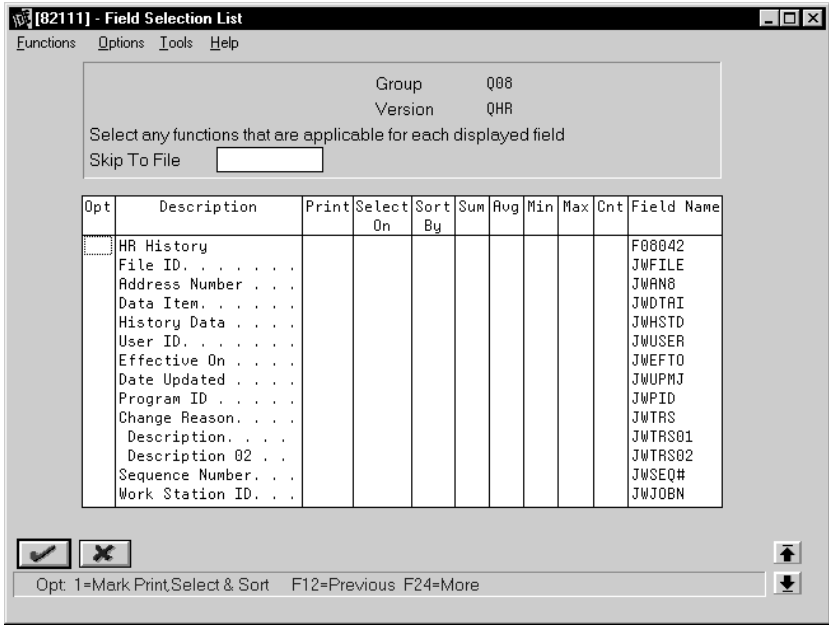 [82111] - Field Selection List
Functions Options Tools Help
Group Q08
Version QHR
Select any functions that are applicable for each displayed field
Skip To File
Opt Description Print Select On Sort By Sum Avg Min Max Cnt Field Name
HR History F08042
File ID. . . . . . . JWFILE
Address Number . . . JWAN8
Data Item. . . . . . JWDTAI
History Data . . . . JWHSTD
User ID. . . . . . . JWUSER
Effective On . . . . JWEFTO
Date Updated . . . . JWUPMJ
Program ID . . . . . JWPID
Change Reason. . . . JWTRS
Description. . . . JWTRS01
Description 02 . . JWTRS02
Sequence Number. . . JWSEQ#
Work Station ID. . . JWJOBN
Opt: 1=Mark Print,Select & Sort F12=Previous F24=More